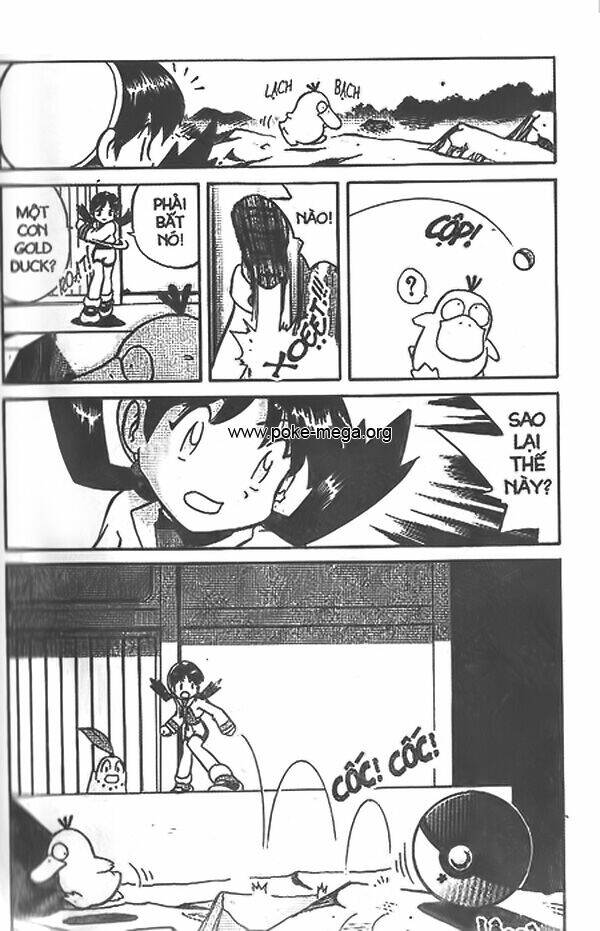 LẠCH
BẠCH
MỘT
CON
GOLD
DUCK?
PHẢI
BẮT
NÓ!
NÀO!
XOẸẸT!!!
CỘP!
?
www.poke-mega.org
SAO
LẠI
THẾ
NÀY?
CỐC! CỐC!